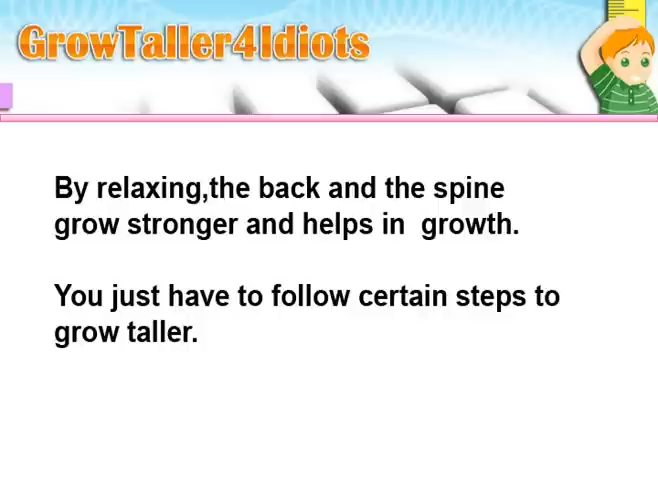 GrowTaller4Idiots
By relaxing,the back and the spine
grow stronger and helps in  growth.
You just have to follow certain steps to
grow taller.